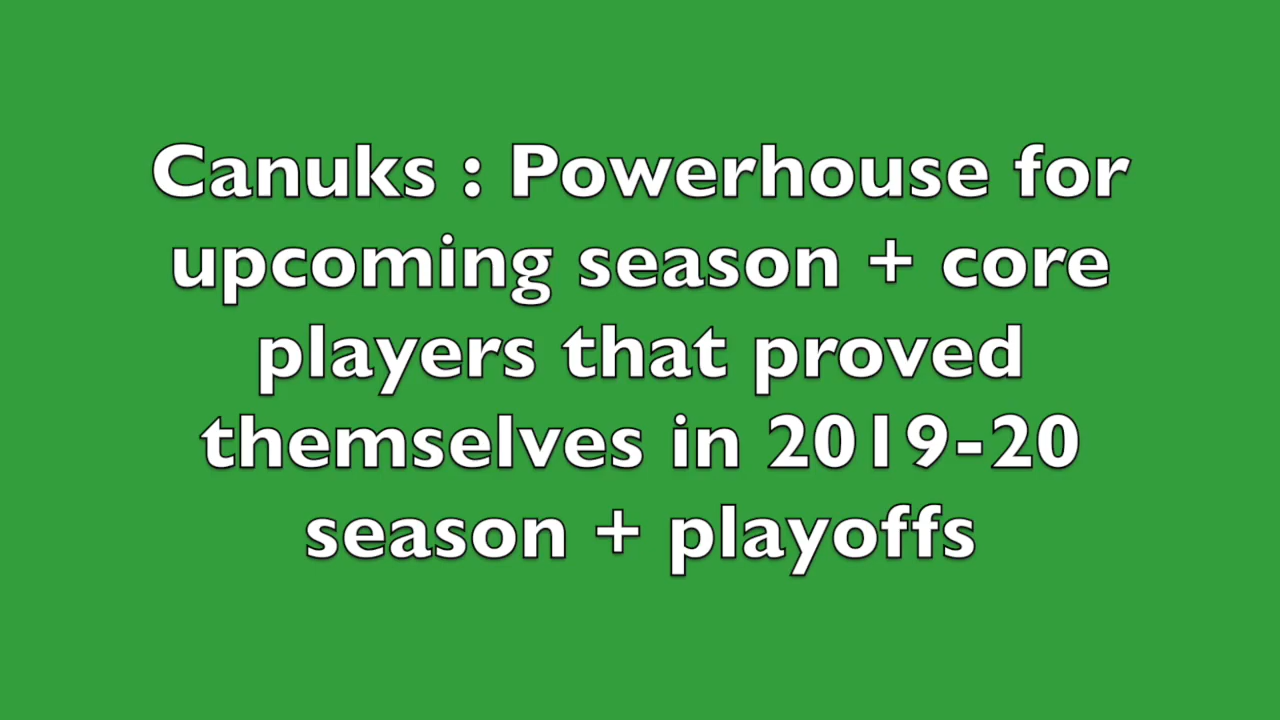 Canuks : Powerhouse for
upcoming season + core
players that proved
themselves in 2019-20
season + playoffs